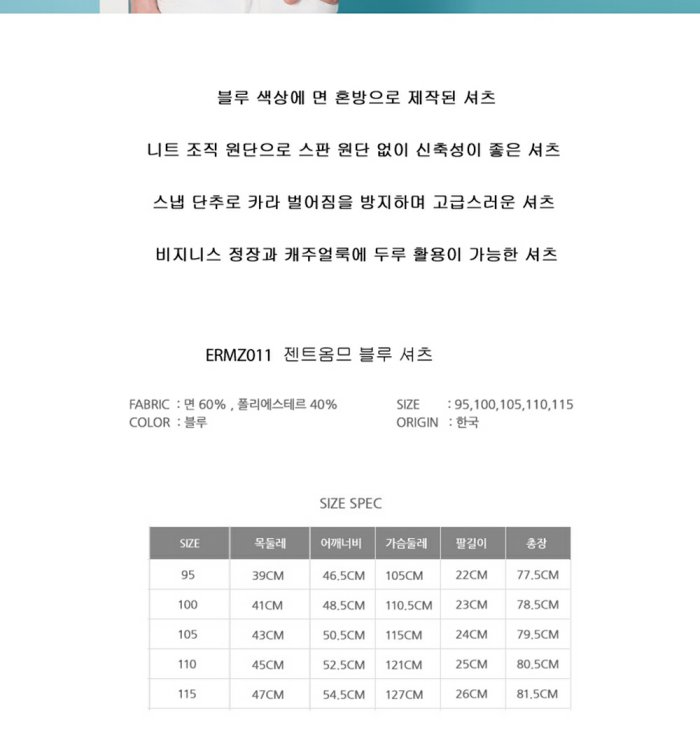 블루 색상에 면 혼방으로 제작된 셔츠
니트 조직 원단으로 스판 원단 없이 신축성이 좋은 셔츠
스냅 단추로 카라 벌어짐을 방지하며 고급스러운 셔츠
비지니스 정장과 캐주얼룩에 두루 활용이 가능한 셔츠
ERMZ011 젠트옴므 블루 셔츠
FABRIC : 면 60% , 폴리에스테르 40% SIZE : 95,100,105,110,115
COLOR : 블루 ORIGIN : 한국
SIZE SPEC
SIZE 목둘레 어깨너비 가슴둘레 팔길이 총장
95 39CM 46.5CM 105CM 22CM 77.5CM
100 41CM 48.5CM 110.5CM 23CM 78.5CM
105 43CM 50.5CM 115CM 24CM 79.5CM
110 45CM 52.5CM 121CM 25CM 80.5CM
115 47CM 54.5CM 127CM 26CM 81.5CM